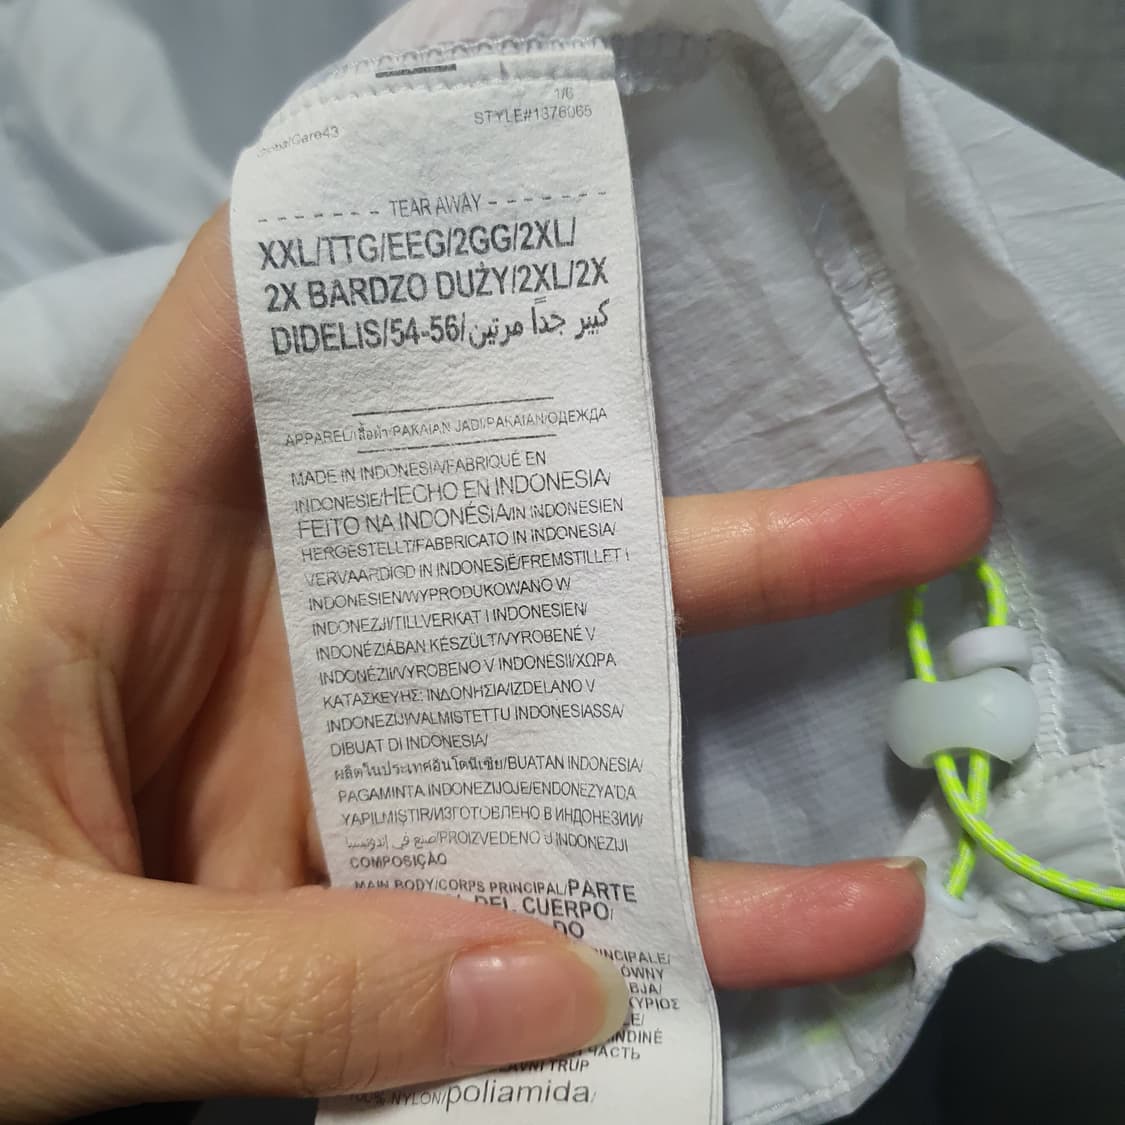 1/6
STYLE#1376065
TEAR AWAY
XXL/TTG/EEG/2GG/2XL/
2X BARDZO DUŻY/2XL/2X
DIDELIS/54-56/كبير جداً مرتين
APPAREL/เสื้อผ้า/PAKAIAN JADI/PAKAIAN/ОДЕЖДА
MADE IN INDONESIA/FABRIQUÉ EN
INDONESIE/HECHO EN INDONESIA/
FEITO NA INDONÉSIA/IN INDONESIEN
HERGESTELLT/FABBRICATO IN INDONESIA/
VERVAARDIGD IN INDONESIË/FREMSTILLET I
INDONESIEN/WYPRODUKOWANO W
INDONEZJI/TILLVERKAT I INDONESIEN/
INDONÉZIÁBAN KÉSZÜLT/VYROBENÉ V
INDONÉZII/VYROBENO V INDONÉSII/ΧΩΡΑ
ΚΑΤΑΣΚΕΥΗΣ: ΙΝΔΟΝΗΣΙΑ/IZDELANO V
INDONEZIJI/VALMISTETTU INDONESIASSA/
DIBUAT DI INDONESIA/
ผลิตในประเทศอินโดนีเซีย/BUATAN INDONESIA/
PAGAMINTA INDONEZIJOJE/ENDONEZYA'DA
YAPILMIŞTIR/ИЗГОТОВЛЕНО В ИНДОНЕЗИИ/
صنع في إندونيسيا/PROIZVEDENO U INDONEZIJI
COMPOSIÇÃO
MAIN BODY/CORPS PRINCIPAL/PARTE
DEL CUERPO/
NYLON/poliamida/